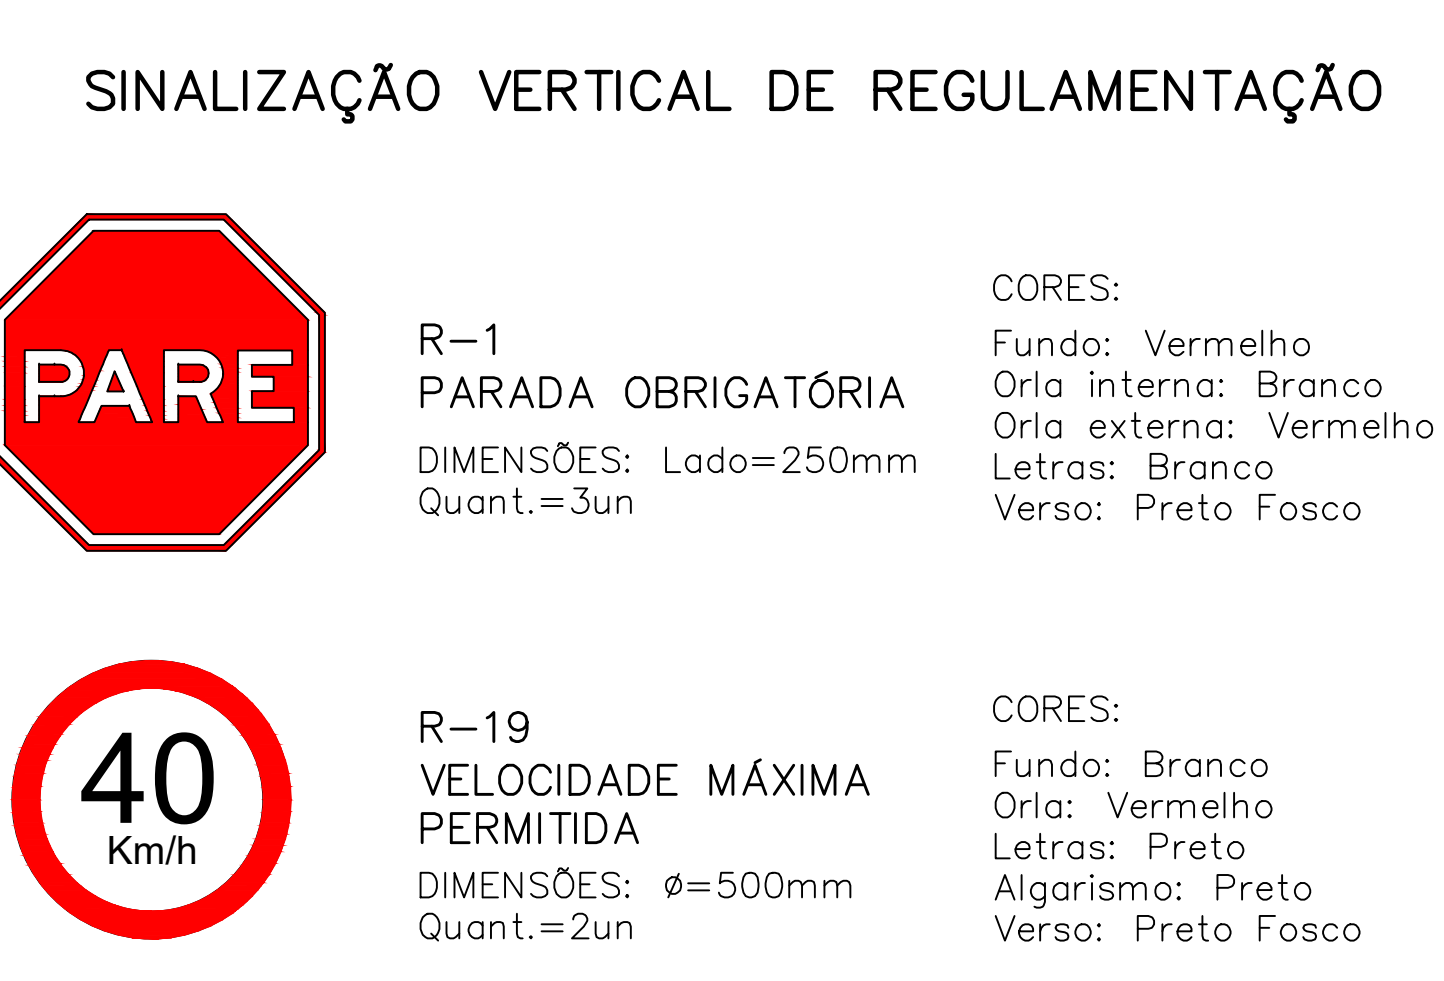 SINALIZAÇÃO VERTICAL DE REGULAMENTAÇÃO
PARE
R-1
PARADA OBRIGATÓRIA
DIMENSÕES: Lado=250mm
Quant.=3un
CORES:
Fundo: Vermelho
Orla interna: Branco
Orla externa: Vermelho
Letras: Branco
Verso: Preto Fosco
40
Km/h
R-19
VELOCIDADE MÁXIMA
PERMITIDA
DIMENSÕES: ø=500mm
Quant.=2un
CORES:
Fundo: Branco
Orla: Vermelho
Letras: Preto
Algarismo: Preto
Verso: Preto Fosco